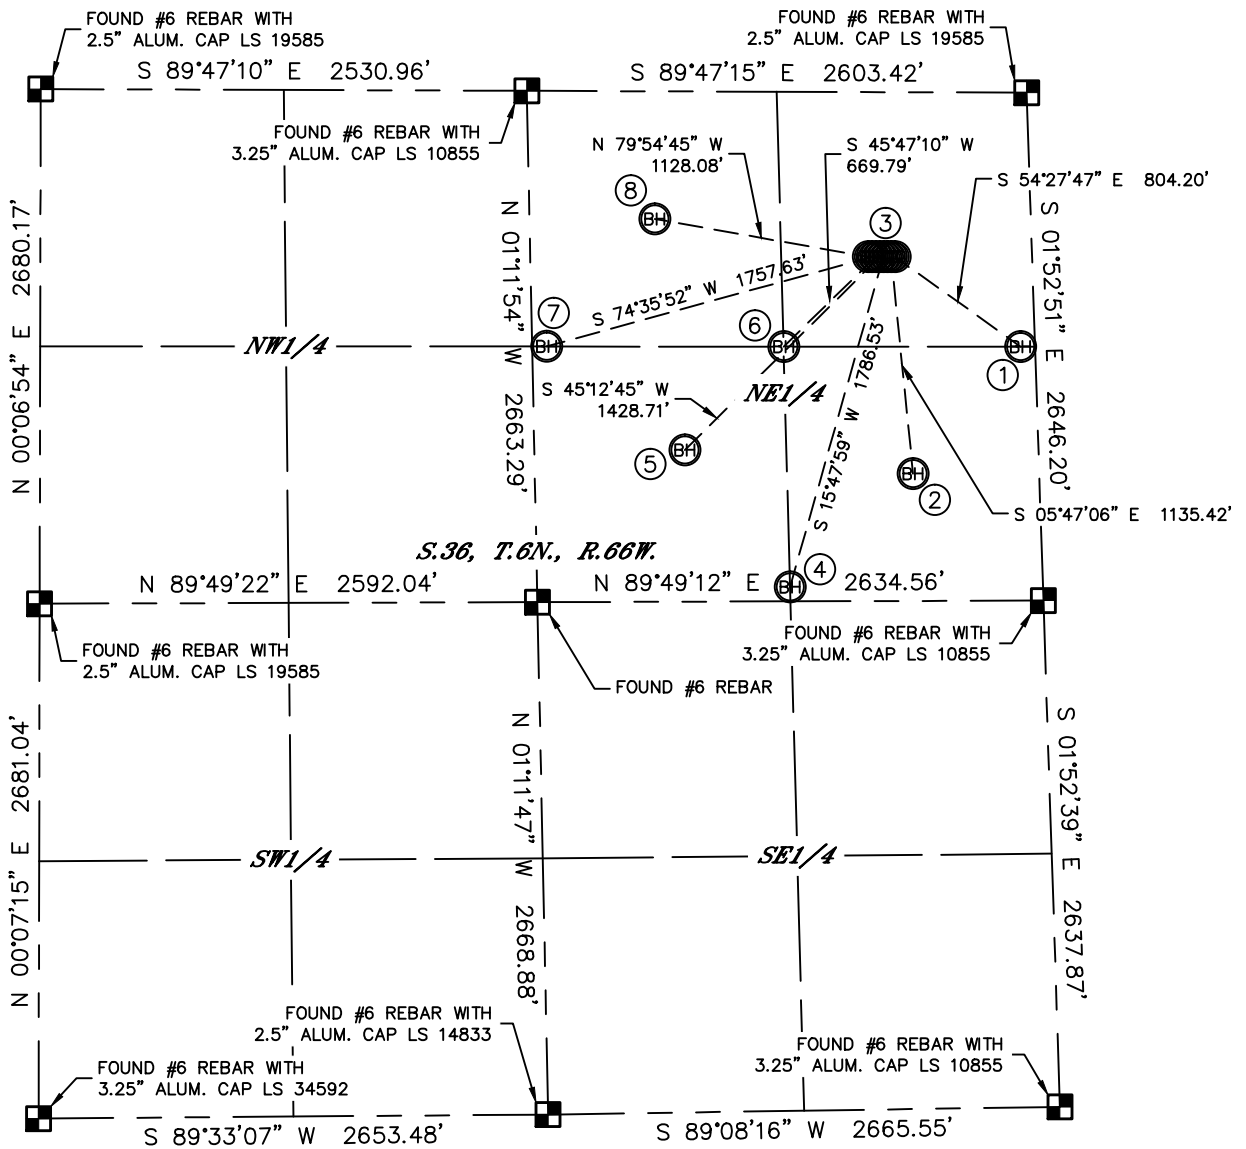 FOUND #6 REBAR WITH
2.5" ALUM. CAP LS 19585
FOUND #6 REBAR WITH
2.5" ALUM. CAP LS 19585
S 89°47'10" E 2530.96'
S 89°47'15" E 2603.42'
FOUND #6 REBAR WITH
3.25" ALUM. CAP LS 10855
N 79°54'45" W
1128.08'
S 45°47'10" W
669.79'
S 54°27'47" E 804.20'
8
BH
3
N 00°06'54" E 2680.17'
N 01°11'54" W 2663.29'
S 01°52'51" E 2646.20'
S 74°35'52" W 1757.63'
7
BH
6
BH
BH
1
NW1/4
NE1/4
S 45°12'45" W
1428.71'
S 15°47'59" W 1786.53'
5
BH
BH
2
S 05°47'06" E 1135.42'
S.36, T.6N., R.66W.
4
BH
N 89°49'22" E 2592.04'
N 89°49'12" E 2634.56'
FOUND #6 REBAR WITH
2.5" ALUM. CAP LS 19585
FOUND #6 REBAR
FOUND #6 REBAR WITH
3.25" ALUM. CAP LS 10855
N 00°07'15" E 2681.04'
N 01°11'47" W 2668.88'
S 01°52'39" E 2637.87'
SW1/4
SE1/4
FOUND #6 REBAR WITH
2.5" ALUM. CAP LS 14833
FOUND #6 REBAR WITH
3.25" ALUM. CAP LS 34592
FOUND #6 REBAR WITH
3.25" ALUM. CAP LS 10855
S 89°33'07" W 2653.48'
S 89°08'16" W 2665.55'